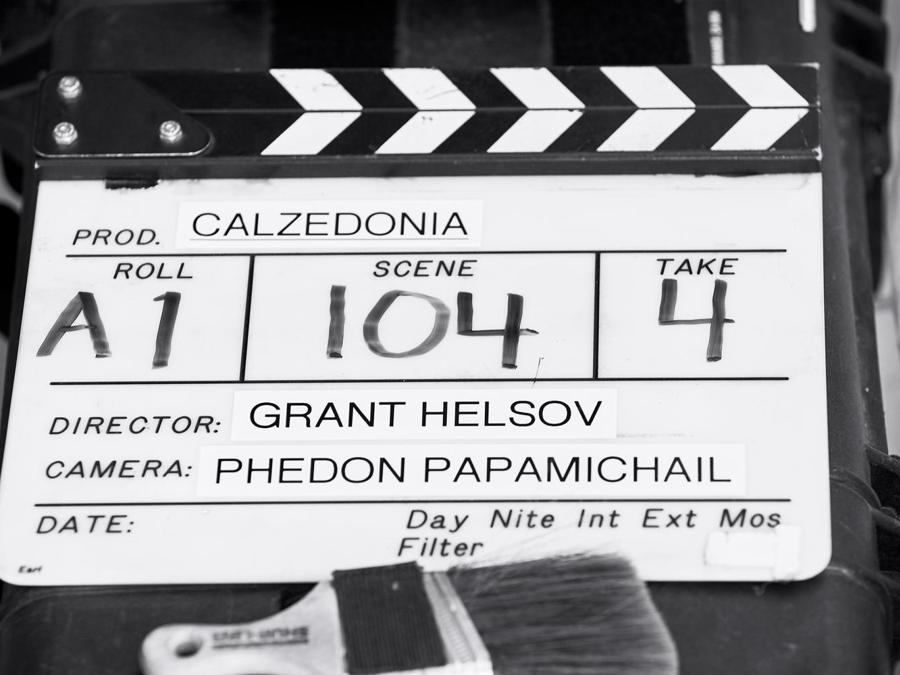 PROD. CALZEDONIA
ROLL SCENE TAKE
A1 104 4
DIRECTOR: GRANT HELSOV
CAMERA: PHEDON PAPAMICHAIL
DATE: Day Nite Int Ext Mos
Filter